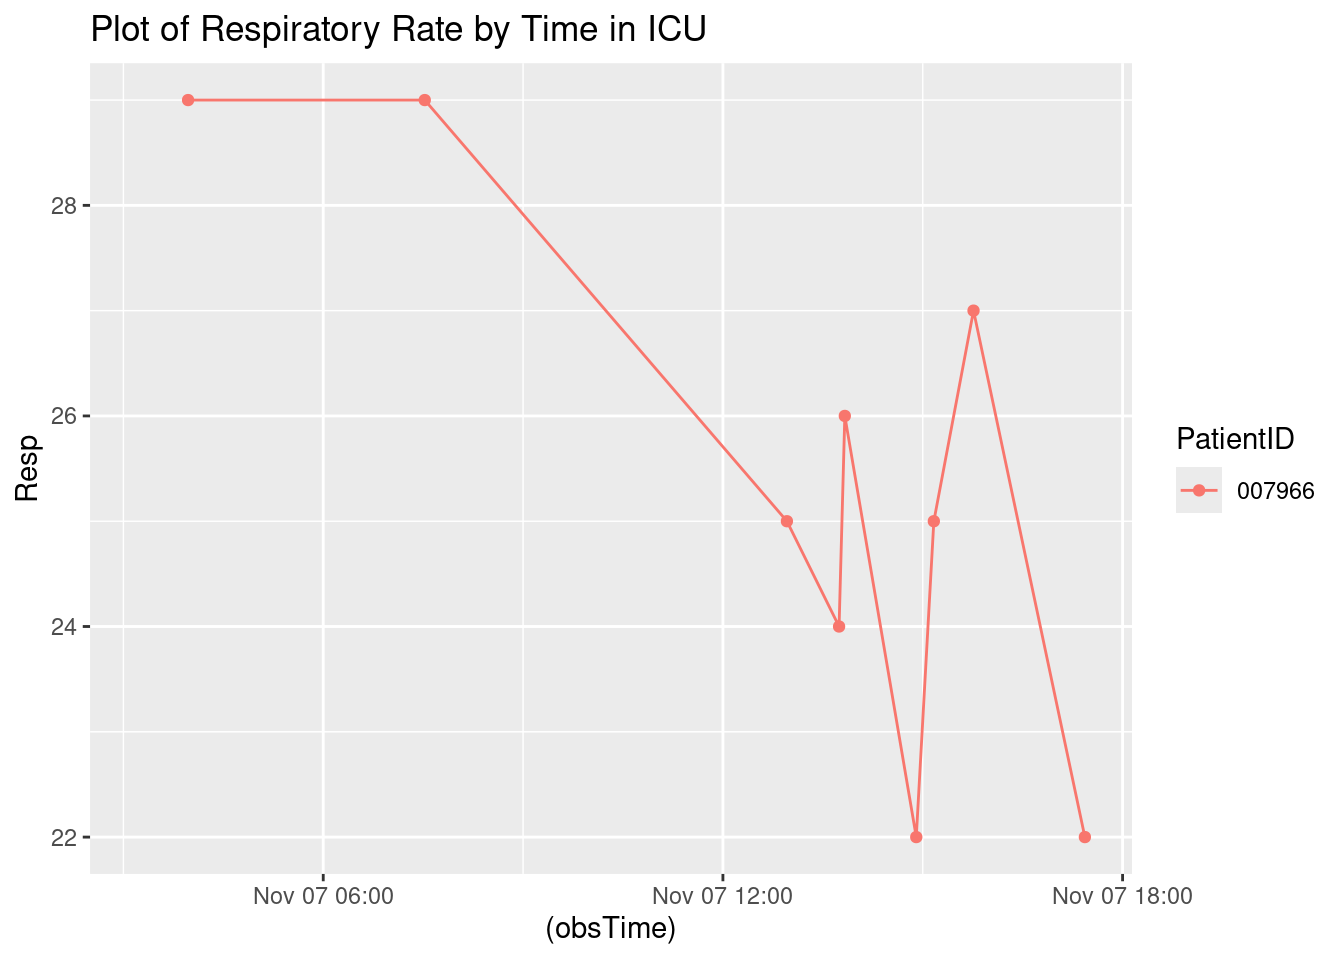 Plot of Respiratory Rate by Time in ICU
Resp
28
26
24
22
Nov 07 06:00
Nov 07 12:00
Nov 07 18:00
(obsTime)
PatientID
007966